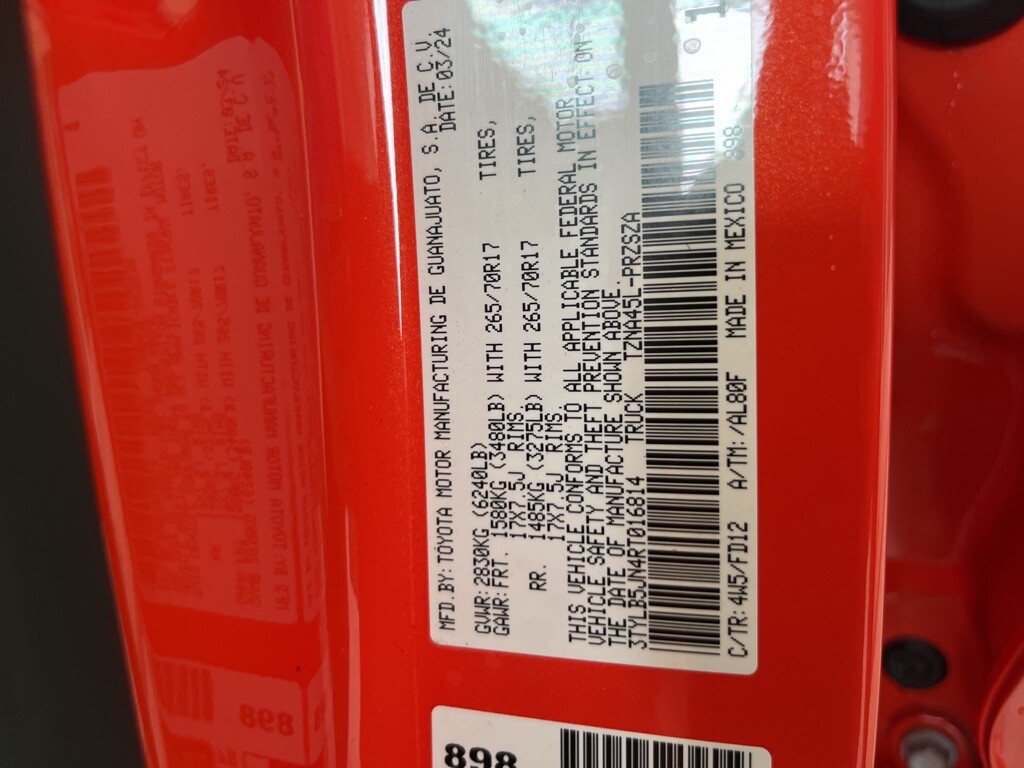 MFD.BY: TOYOTA MOTOR MANUFACTURING DE GUANAJUATO, S.A. DE C.V.
DATE: 03/24
GVWR: 2830KG (6240LB)
GAWR: FRT. 1580KG (3480LB) WITH 265/70R17 TIRES,
17X7.5J RIMS.
RR. 1485KG (3275LB) WITH 265/70R17 TIRES,
17X7.5J RIMS.
THIS VEHICLE CONFORMS TO ALL APPLICABLE FEDERAL MOTOR
VEHICLE SAFETY AND THEFT PREVENTION STANDARDS IN EFFECT ON
THE DATE OF MANUFACTURE SHOWN ABOVE.
3TYLB5JN4RT016814 TRUCK TZNA45L-PRZSZA
C/TR: 4W5/FD12 A/TM: /AL80F MADE IN MEXICO 898
898